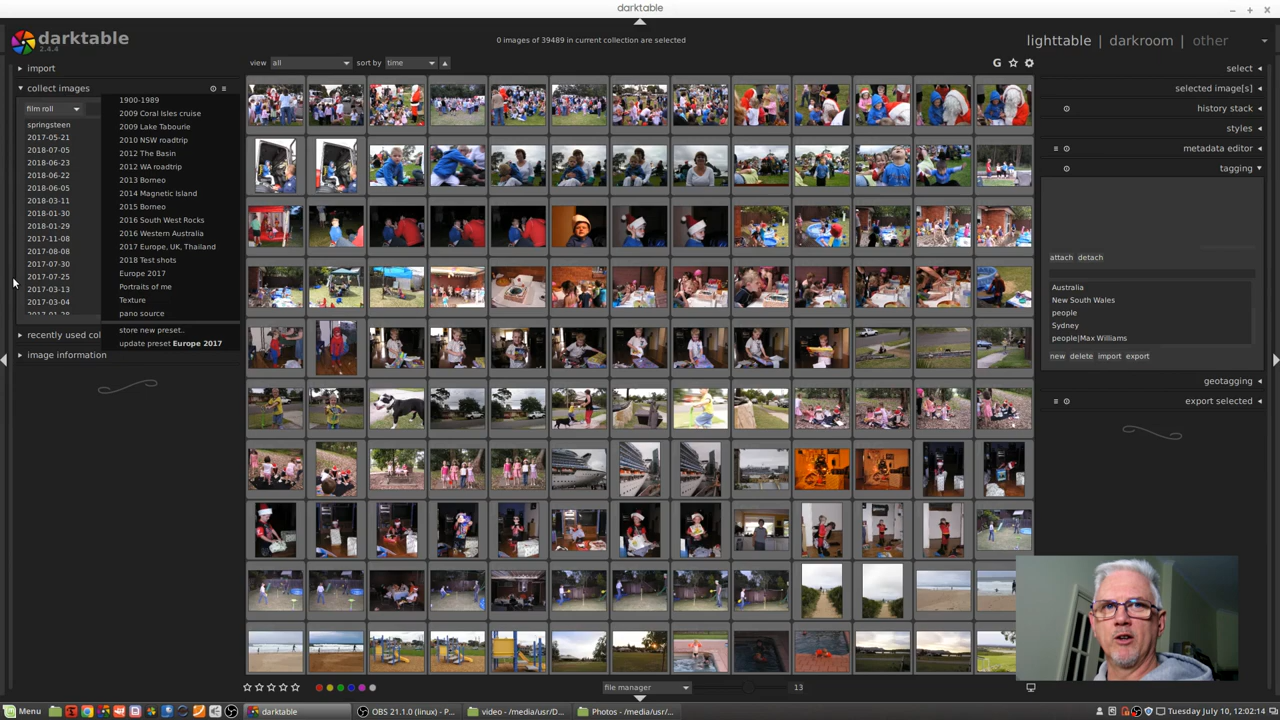 darktable
darktable
2.4.4
0 images of 39489 in current collection are selected
lighttable | darkroom | other
import
view all sort by time
G
select
collect images
selected image[s]
film roll
history stack
springsteen
2017-05-21
2018-07-05
2018-06-23
2018-06-22
2018-06-05
2018-03-11
2018-01-30
2018-01-29
2017-11-08
2017-08-08
2017-07-30
2017-07-25
2017-03-13
2017-03-04
2017-01-28
1900-1989
2009 Coral Isles cruise
2009 Lake Tabourie
2010 NSW roadtrip
2012 The Basin
2012 WA roadtrip
2013 Borneo
2014 Magnetic Island
2015 Borneo
2016 South West Rocks
2016 Western Australia
2017 Europe, UK, Thailand
2018 Test shots
Europe 2017
Portraits of me
Texture
pano source
store new preset..
update preset Europe 2017
recently used col
image information
styles
metadata editor
tagging
attach detach
Australia
New South Wales
people
Sydney
people|Max Williams
new delete import export
geotagging
export selected
file manager
13
Menu
darktable
OBS 21.1.0 (linux) - P...
video - /media/usr/D...
Photos - /media/usr/...
Tuesday July 10, 12:02:14